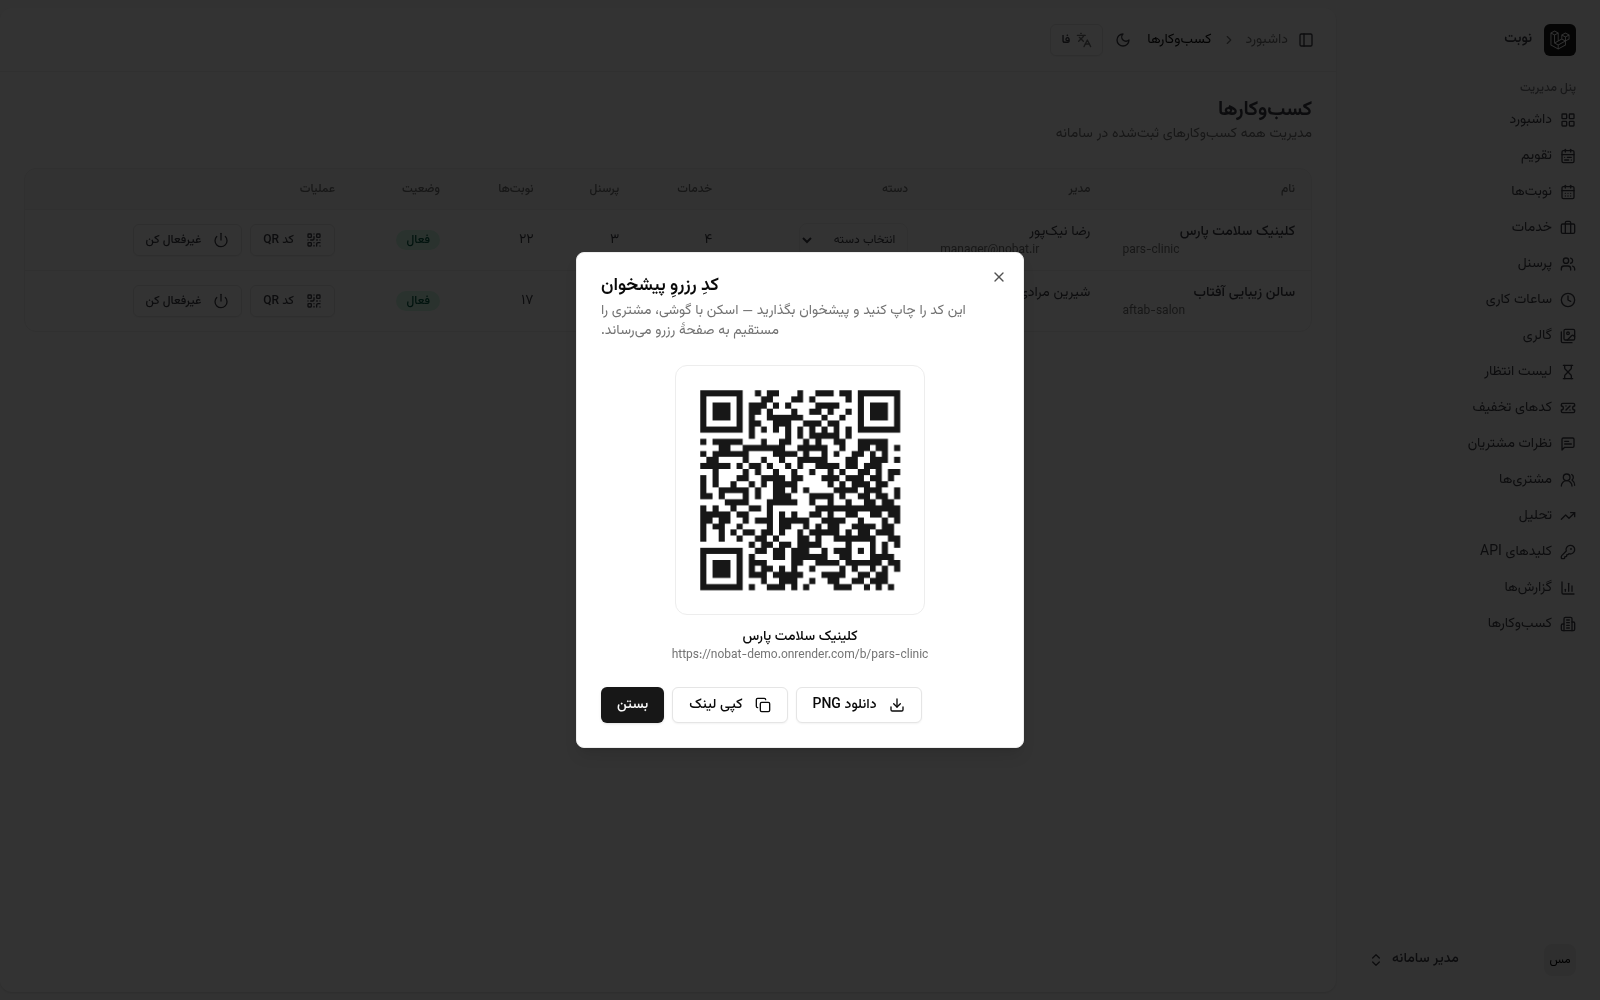 نوبت
پنل مدیریت
داشبورد
تقویم
نوبت‌ها
خدمات
پرسنل
ساعات کاری
گالری
لیست انتظار
کدهای تخفیف
نظرات مشتریان
مشتری‌ها
تحلیل
کلیدهای API
گزارش‌ها
کسب‌وکارها
مس
مدیر سامانه
داشبورد
کسب‌وکارها
فا
کسب‌وکارها
مدیریت همه کسب‌وکارهای ثبت‌شده در سامانه
نام مدیر دسته خدمات پرسنل نوبت‌ها وضعیت عملیات
کلینیک سلامت پارس رضا نیک‌پور انتخاب دسته ۴ ۳ ۲۲ فعال کد QR غیرفعال کن
pars-clinic manager@nobat.ir
سالن زیبایی آفتاب شیرین مرادی ۱۷ فعال کد QR غیرفعال کن
aftab-salon
کدِ رزروِ پیشخوان
این کد را چاپ کنید و پیشخوان بگذارید — اسکن با گوشی، مشتری را
مستقیم به صفحهٔ رزرو می‌رساند.
کلینیک سلامت پارس
https://nobat-demo.onrender.com/b/pars-clinic
دانلود PNG
کپی لینک
بستن